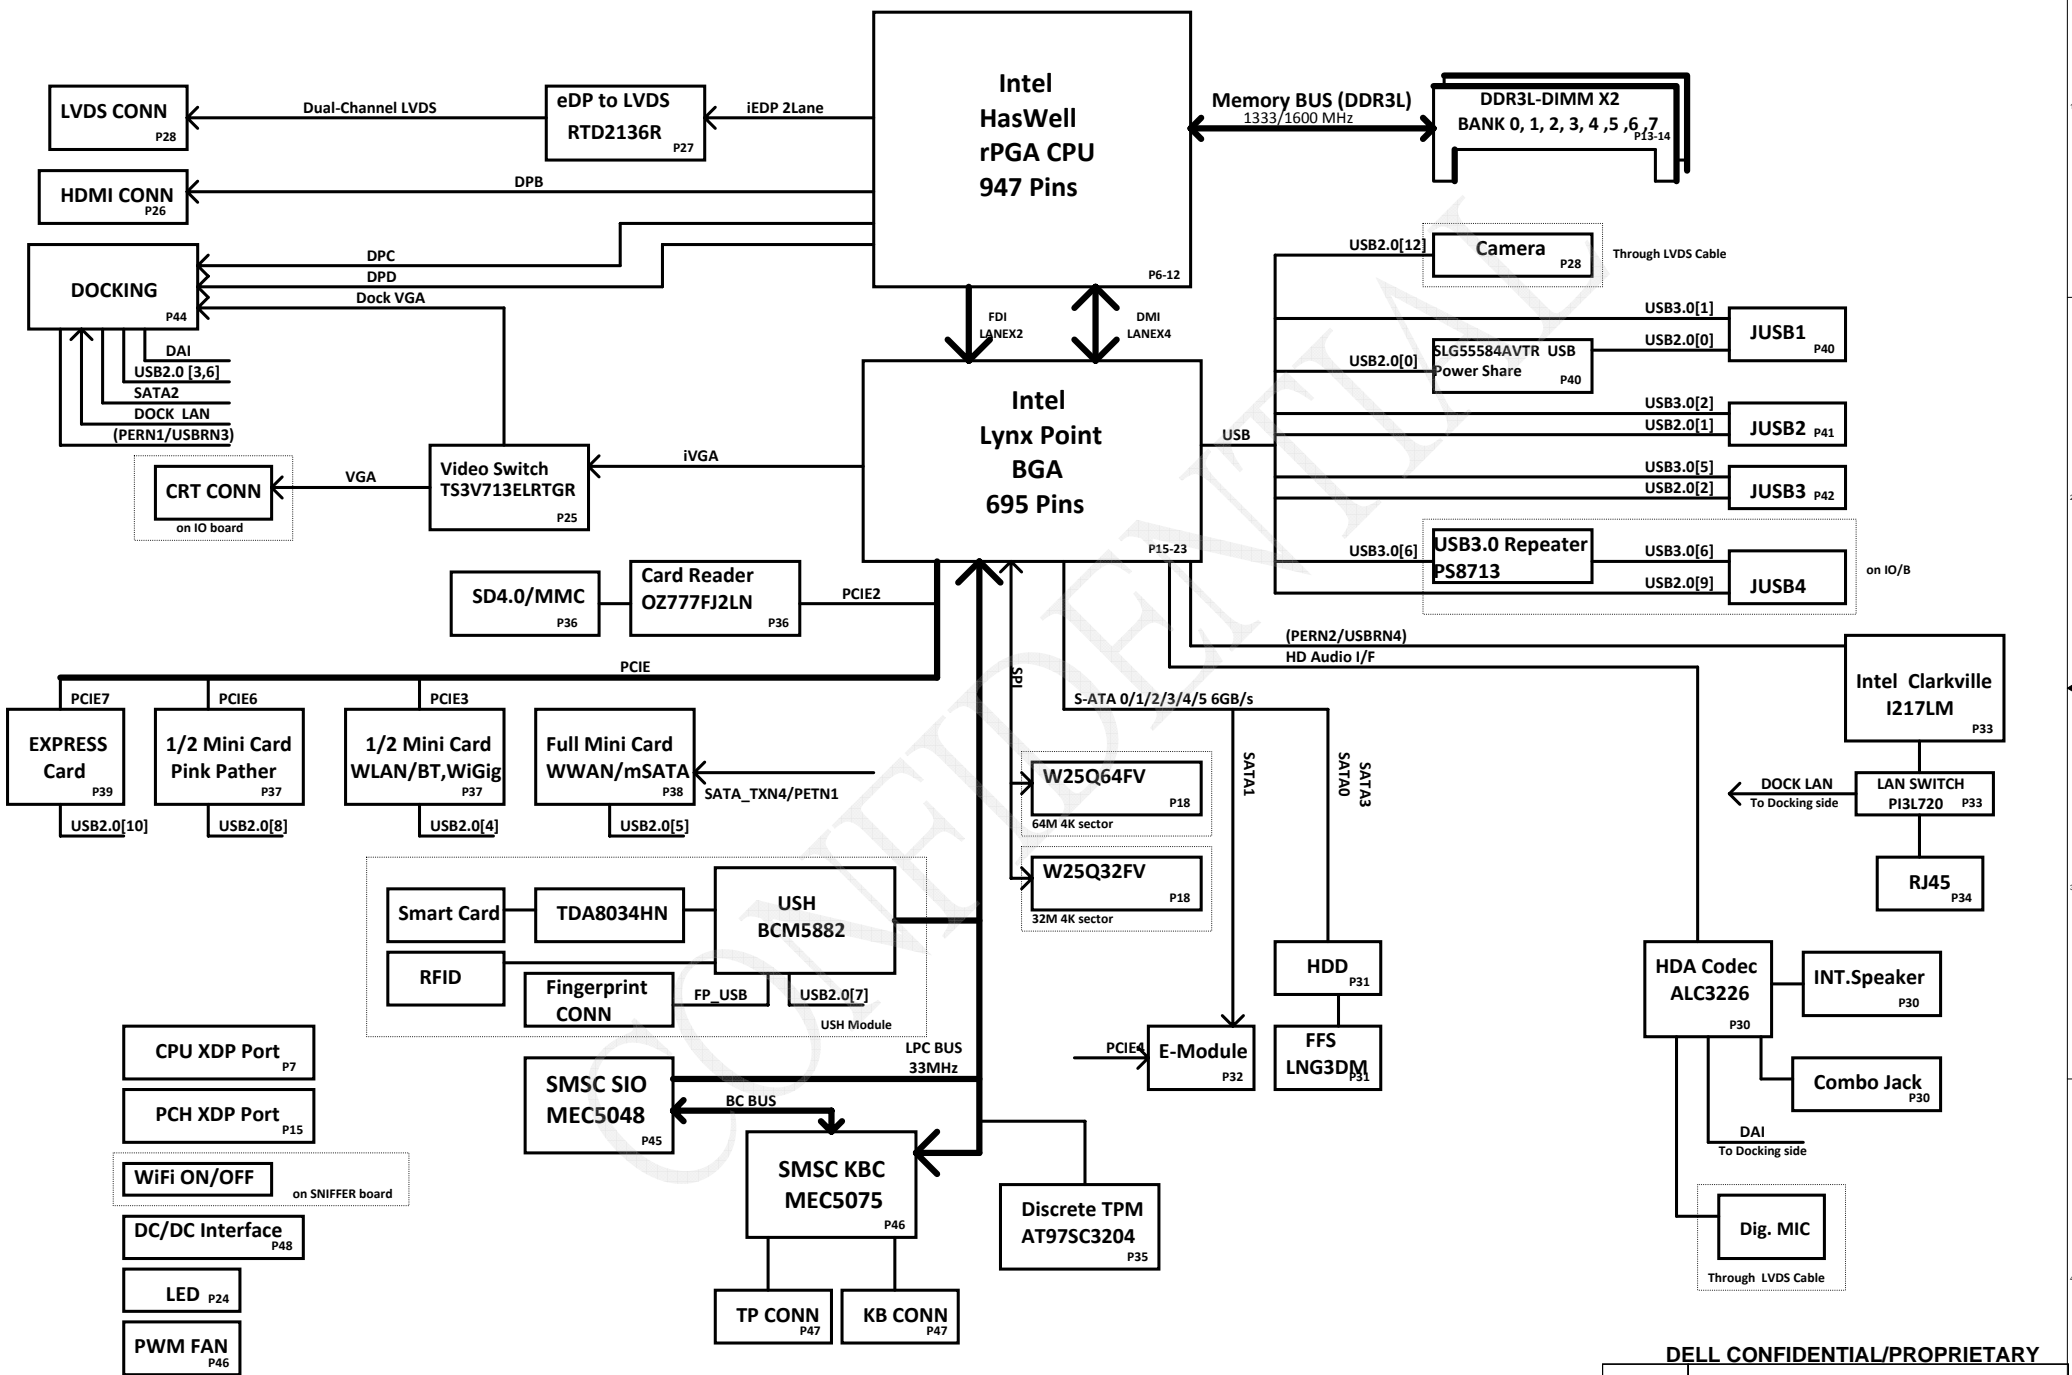 Intel
HasWell
rPGA CPU
947 Pins
P6-12
LVDS CONN
P28
Dual-Channel LVDS
eDP to LVDS
RTD2136R
P27
iEDP 2Lane
Memory BUS (DDR3L)
1333/1600 MHz
DDR3L-DIMM X2
BANK 0, 1, 2, 3, 4 ,5 ,6 ,7
P13-14
HDMI CONN
P26
DPB
DOCKING
P44
DPC
DPD
Dock VGA
DAI
USB2.0 [3,6]
SATA2
DOCK LAN
(PERN1/USBRN3)
FDI
LANEX2
DMI
LANEX4
Intel
Lynx Point
BGA
695 Pins
P15-23
USB
USB2.0[12]
Camera
P28
Through LVDS Cable
USB3.0[1]
USB2.0[0]
SLG55584AVTR USB
Power Share
P40
USB2.0[0]
JUSB1
P40
USB3.0[2]
USB2.0[1]
JUSB2 P41
USB3.0[5]
USB2.0[2]
JUSB3 P42
USB3.0[6]
USB3.0 Repeater
PS8713
USB3.0[6]
USB2.0[9]
JUSB4
on IO/B
CRT CONN
on IO board
VGA
Video Switch
TS3V713ELRTGR
P25
iVGA
SD4.0/MMC
P36
Card Reader
OZ777FJ2LN
P36
PCIE2
PCIE
PCIE7
PCIE6
PCIE3
EXPRESS
Card
P39
USB2.0[10]
1/2 Mini Card
Pink Pather
P37
USB2.0[8]
1/2 Mini Card
WLAN/BT,WiGig
P37
USB2.0[4]
Full Mini Card
WWAN/mSATA
P38
USB2.0[5]
SATA_TXN4/PETN1
SPI
S-ATA 0/1/2/3/4/5 6GB/s
W25Q64FV
P18
64M 4K sector
W25Q32FV
P18
32M 4K sector
SATA1
SATA3
SATA0
(PERN2/USBRN4)
HD Audio I/F
Intel Clarkville
I217LM
P33
DOCK LAN
To Docking side
LAN SWITCH
PI3L720 P33
RJ45
P34
Smart Card
TDA8034HN
USH
BCM5882
RFID
Fingerprint
CONN
FP_USB
USB2.0[7]
USH Module
HDD
P31
FFS
LNG3DM
P31
PCIE4
E-Module
P32
HDA Codec
ALC3226
P30
INT.Speaker
P30
Combo Jack
P30
DAI
To Docking side
Dig. MIC
Through LVDS Cable
LPC BUS
33MHz
SMSC SIO
MEC5048
P45
BC BUS
SMSC KBC
MEC5075
P46
Discrete TPM
AT97SC3204
P35
TP CONN
P47
KB CONN
P47
CPU XDP Port
P7
PCH XDP Port
P15
WiFi ON/OFF
on SNIFFER board
DC/DC Interface
P48
LED P24
PWM FAN
P46
CONFIDENTIAL
DELL CONFIDENTIAL/PROPRIETARY